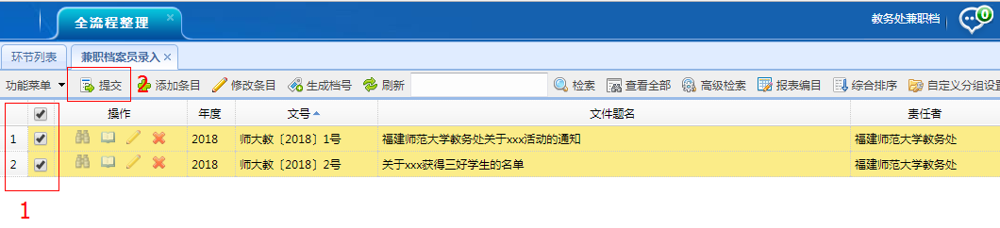 全流程整理
教务处兼职档
0
环节列表 兼职档案员录入
功能菜单 提交 2 添加条目 修改条目 生成档号 刷新 检索 查看全部 高级检索 报表编目 综合排序 自定义分组设
操作 年度 文号 文件题名 责任者
1 2018 师大教〔2018〕1号 福建师范大学教务处关于xxx活动的通知 福建师范大学教务处
2 2018 师大教〔2018〕2号 关于xxx获得三好学生的名单 福建师范大学教务处
1